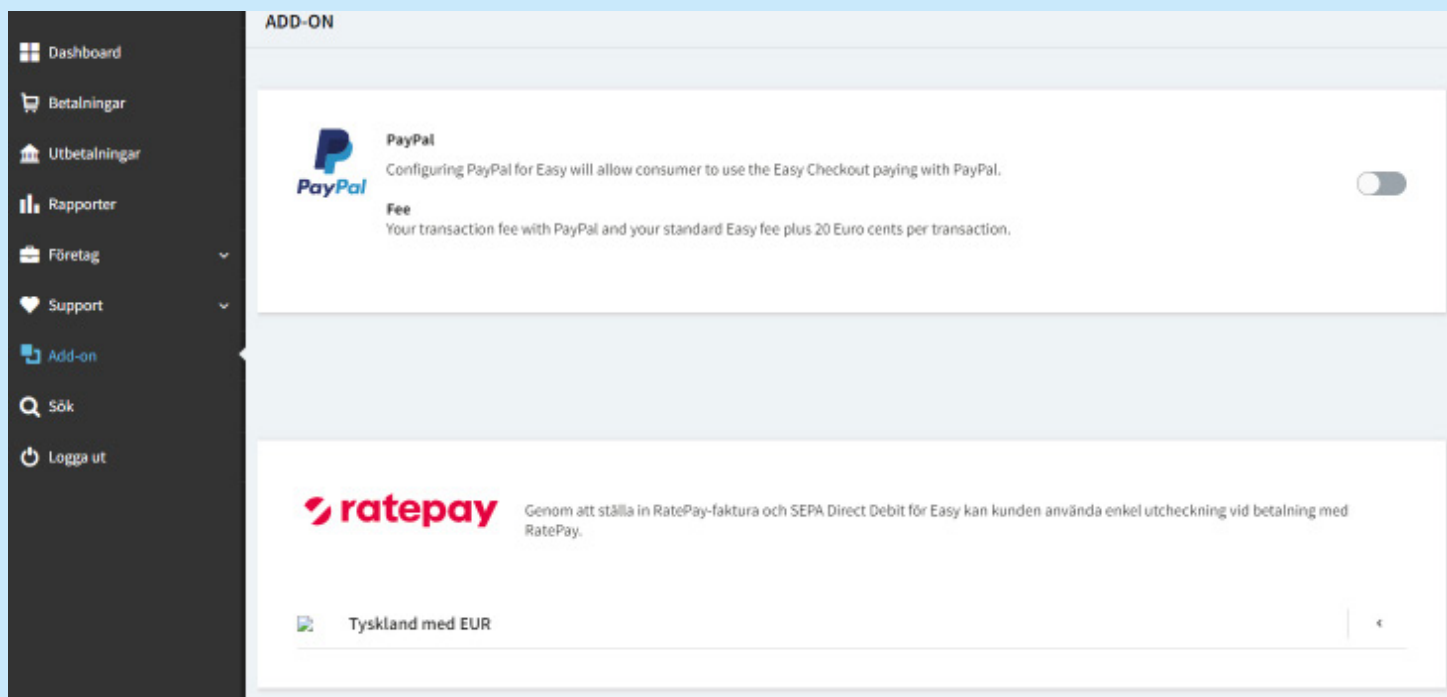 ADD-ON
Dashboard
Betalningar
Utbetalningar
Rapporter
Företag
Support
Add-on
Sök
Logga ut
PayPal
PayPal
Configuring PayPal for Easy will allow consumer to use the Easy Checkout paying with PayPal.
Fee
Your transaction fee with PayPal and your standard Easy fee plus 20 Euro cents per transaction.
ratepay
Genom att ställa in RatePay-faktura och SEPA Direct Debit för Easy kan kunden använda enkel utcheckning vid betalning med
RatePay.
Tyskland med EUR